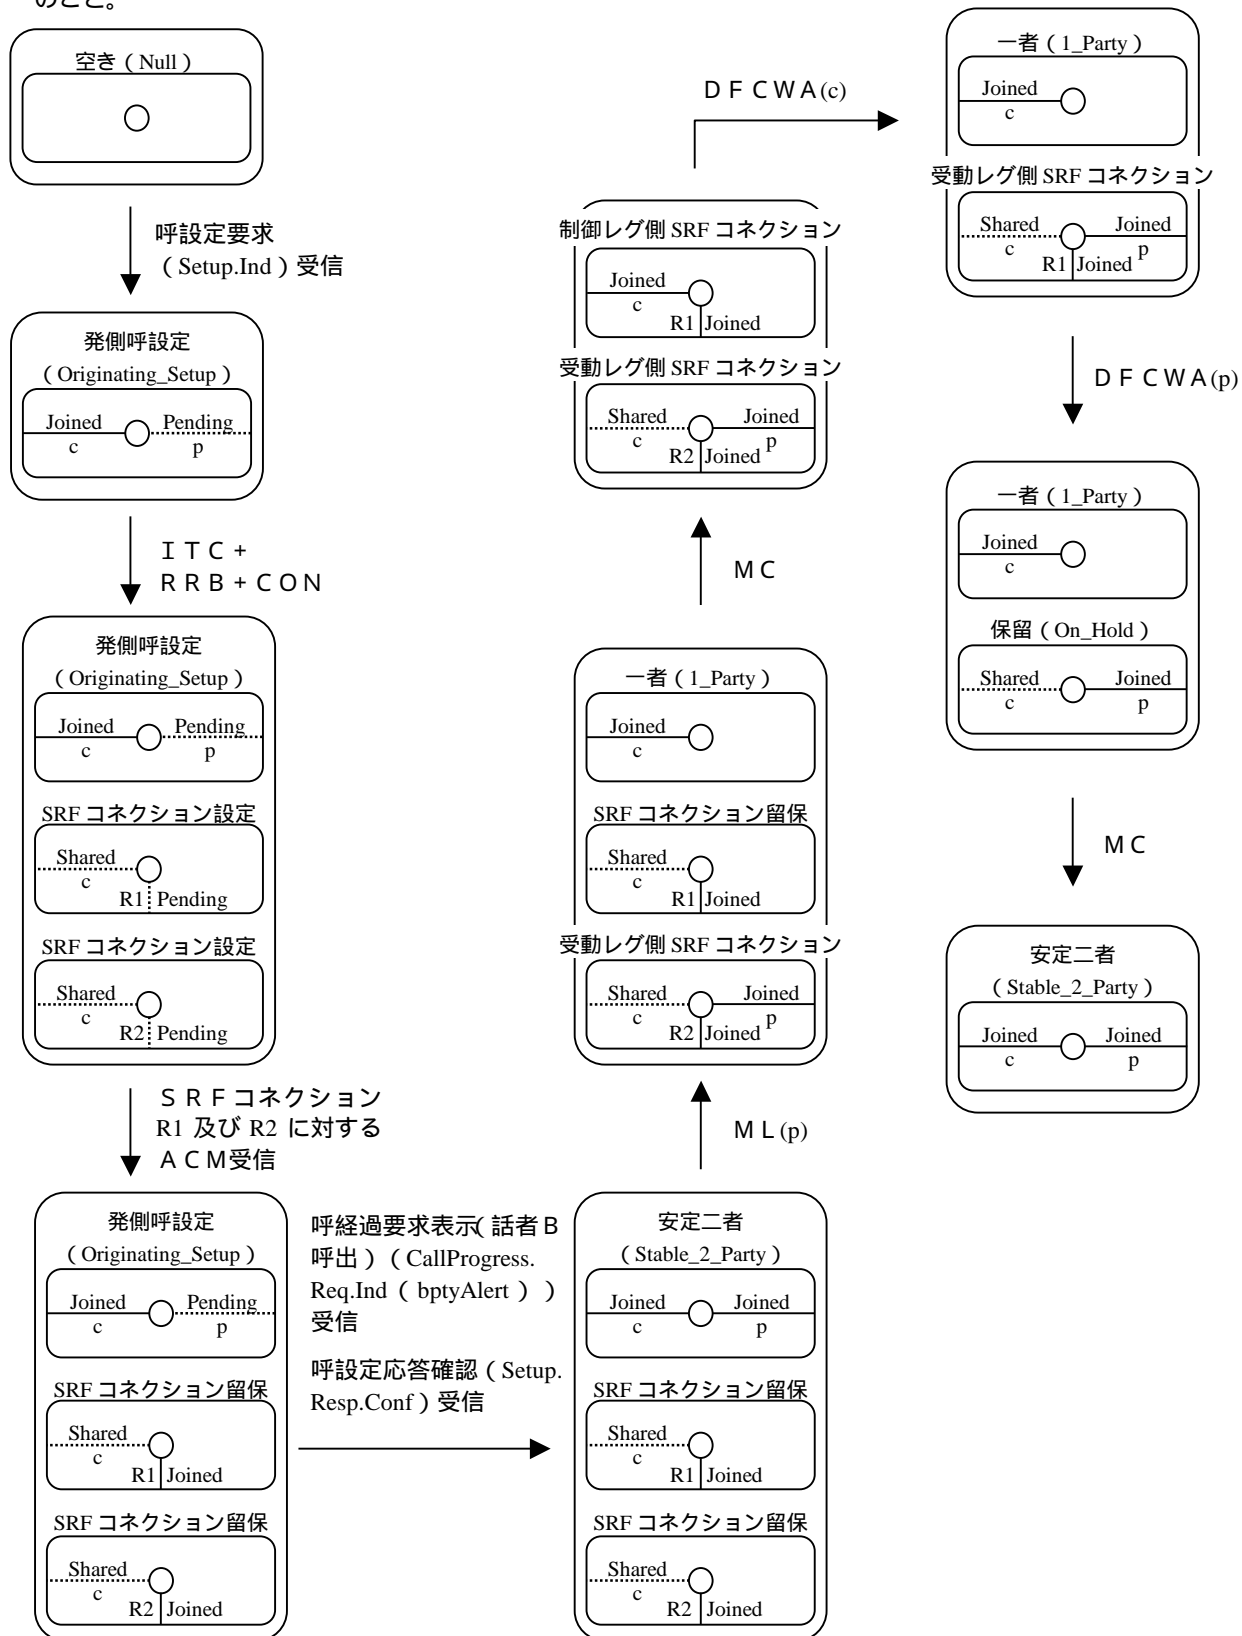 のこと。
空き（Null）
呼設定要求
（Setup.Ind）受信
発側呼設定
（Originating_Setup）
Joined
Pending
c
p
ＩＴＣ+
ＲＲＢ+ＣＯＮ
発側呼設定
（Originating_Setup）
Joined
Pending
c
p
SRF コネクション設定
Shared
c
R1
Pending
SRF コネクション設定
Shared
c
R2
Pending
ＳＲＦコネクション
R1 及び R2 に対する
ＡＣＭ受信
発側呼設定
（Originating_Setup）
Joined
Pending
c
p
SRF コネクション留保
Shared
c
R1
Joined
SRF コネクション留保
Shared
c
R2
Joined
呼経過要求表示（話者Ｂ
呼出）（CallProgress.
Req.Ind（bptyAlert））
受信
呼設定応答確認（Setup.
Resp.Conf）受信
安定二者
（Stable_2_Party）
Joined
Joined
c
p
SRF コネクション留保
Shared
c
R1
Joined
SRF コネクション留保
Shared
c
R2
Joined
ＭＬ(p)
一者（1_Party）
Joined
c
SRF コネクション留保
Shared
c
R1
Joined
受動レグ側 SRF コネクション
Shared
Joined
c
p
R2
Joined
ＭＣ
制御レグ側 SRF コネクション
Joined
c
R1
Joined
受動レグ側 SRF コネクション
Shared
Joined
c
p
R2
Joined
ＤＦＣＷＡ(c)
一者（1_Party）
Joined
c
受動レグ側 SRF コネクション
Shared
Joined
c
p
R1
Joined
ＤＦＣＷＡ(p)
一者（1_Party）
Joined
c
保留（On_Hold）
Shared
Joined
c
p
ＭＣ
安定二者
（Stable_2_Party）
Joined
Joined
c
p